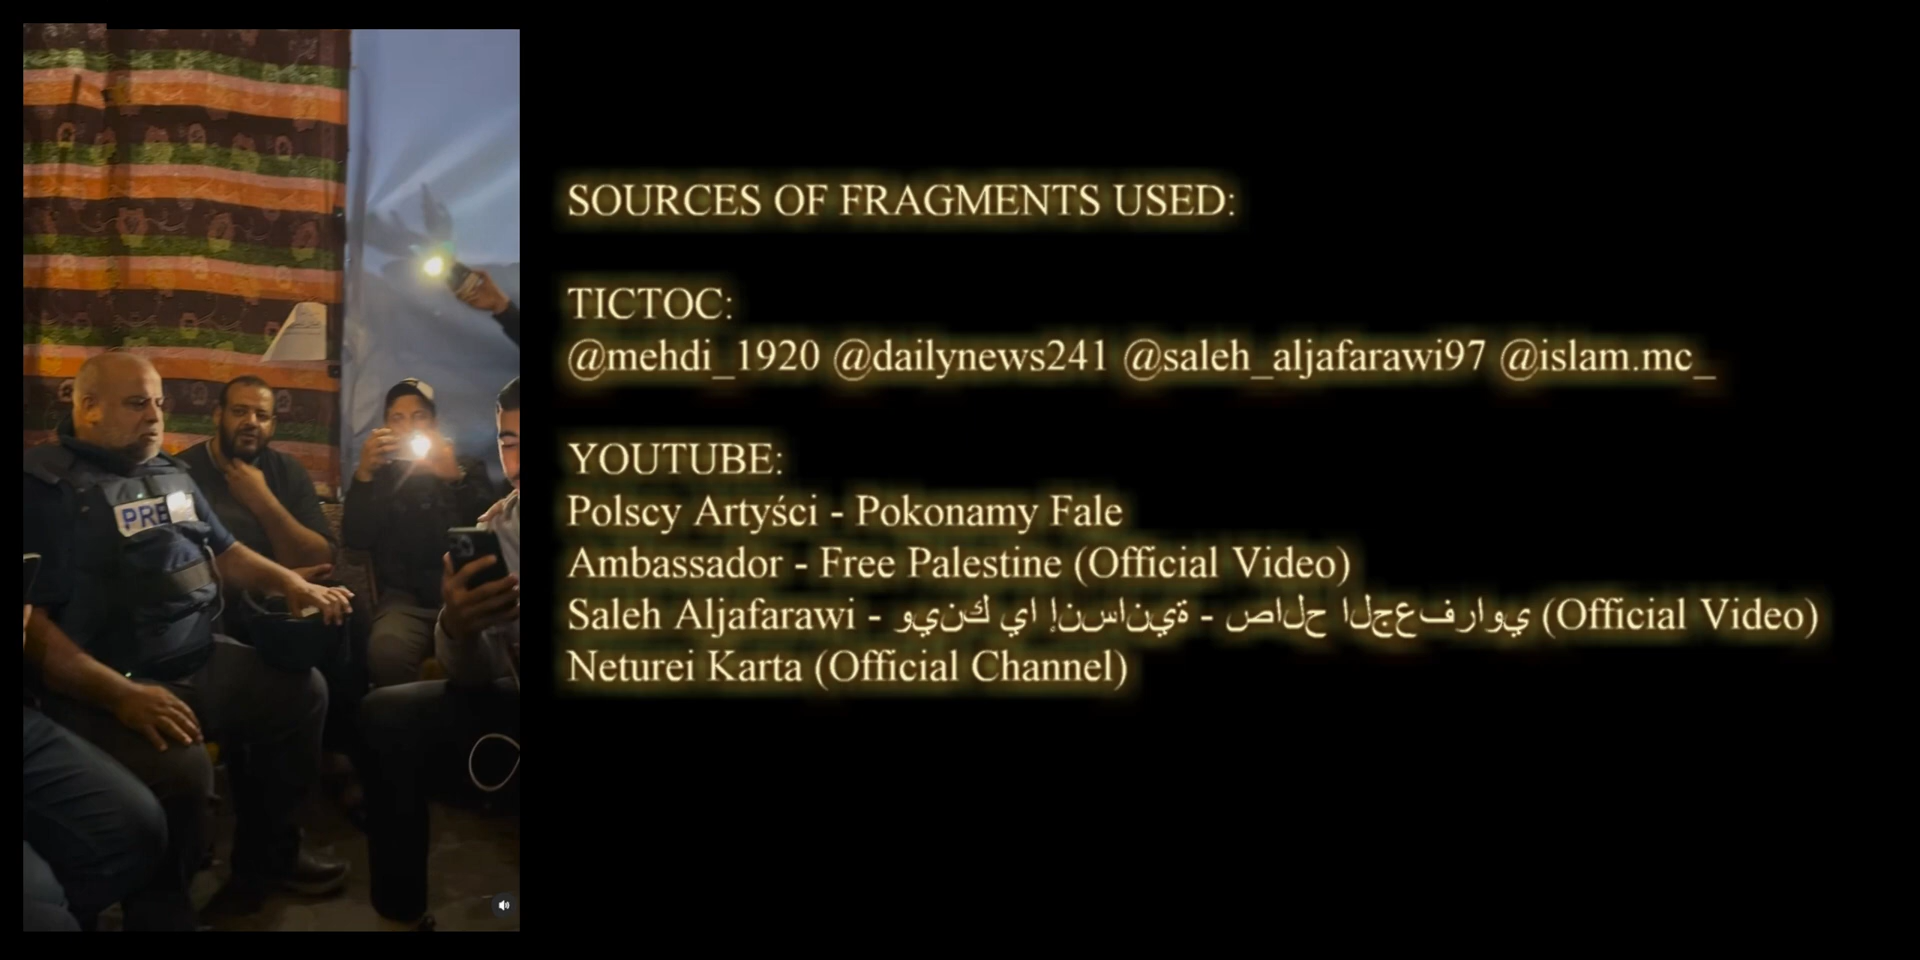 PRE
SOURCES OF FRAGMENTS USED:
TICTOC:
@mehdi_1920 @dailynews241 @saleh_aljafarawi97 @islam.mc_
YOUTUBE:
Polscy Artyści - Pokonamy Fale
Ambassador - Free Palestine (Official Video)
Saleh Aljafarawi - وينك يا إنسانية - صالح الجعفراوي (Official Video)
Neturei Karta (Official Channel)